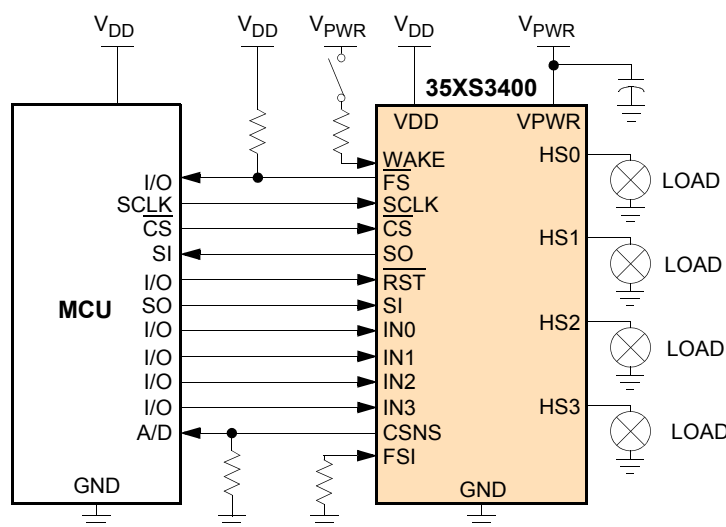 VDD VDD VPWR VDD VPWR
35XS3400
VDD VPWR
WAKE HS0 LOAD
I/O FS
SCLK SCLK
CS CS
SI SO HS1 LOAD
I/O RST
MCU SO SI
I/O IN0 HS2 LOAD
I/O IN1
I/O IN2
I/O IN3 HS3 LOAD
A/D CSNS
FSI
GND GND